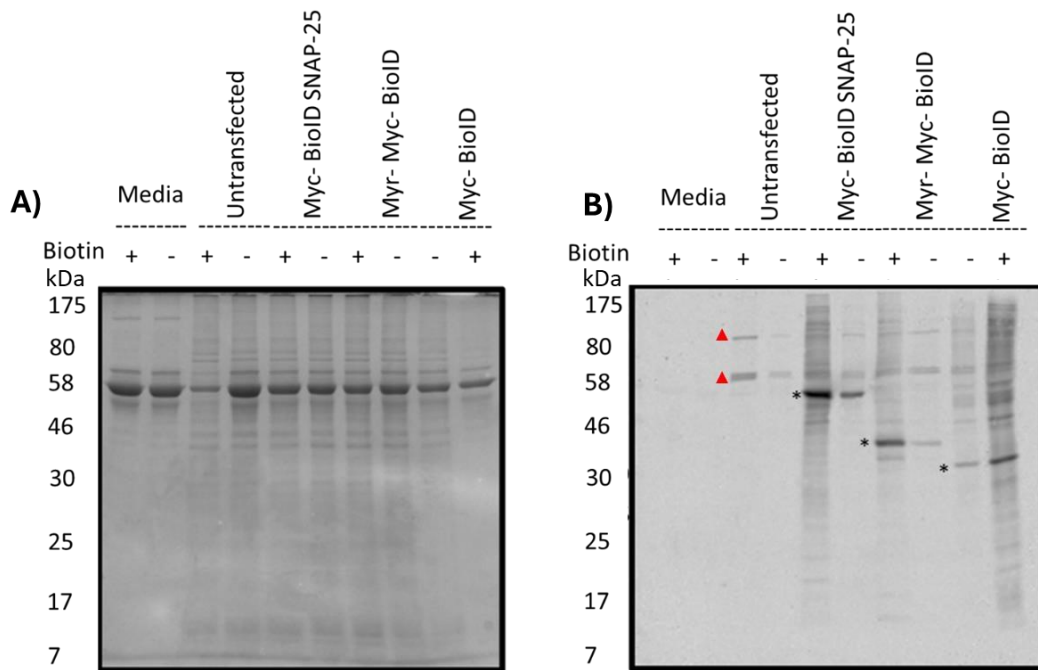 A)
Media
Untransfected
Myc- BioID SNAP-25
Myr- Myc- BioID
Myc- BioID
Biotin + - + - + - + - - +
kDa
175
80
58
46
30
25
17
7
B)
Media
Untransfected
Myc- BioID SNAP-25
Myr- Myc- BioID
Myc- BioID
Biotin + - + - + - + - - +
kDa
175
80
58
46
30
25
17
7
*
*
*